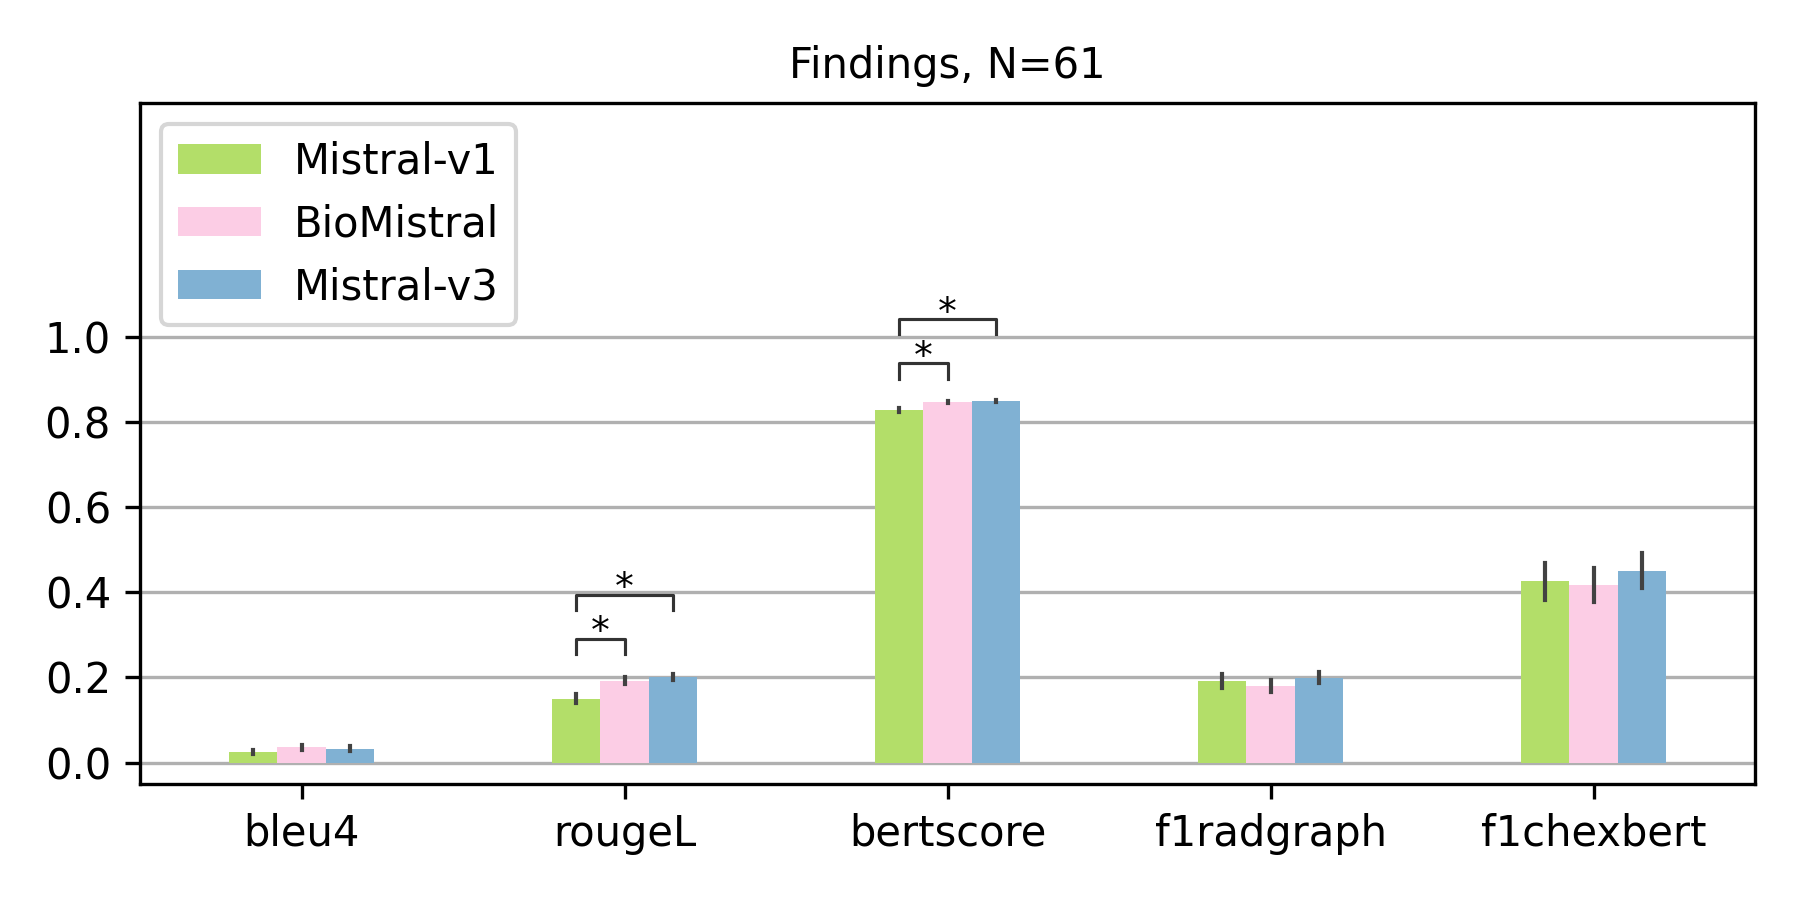 Findings, N=61
Mistral-v1
BioMistral
Mistral-v3
1.0
0.8
0.6
0.4
0.2
0.0
*
*
*
*
bleu4 rougeL bertscore f1radgraph f1chexbert